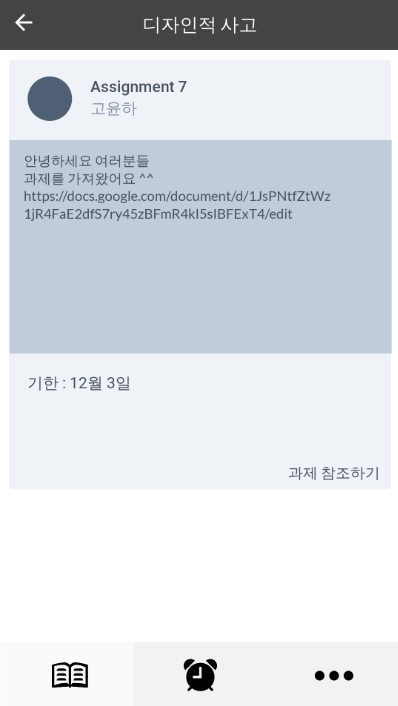 디자인적 사고
Assignment 7
고윤하
안녕하세요 여러분들
과제를 가져왔어요 ^^
https://docs.google.com/document/d/1JsPNtfZtWz
1jR4FaE2dfS7ry45zBFmR4kI5sIBFExT4/edit
기한 : 12월 3일
과제 참조하기